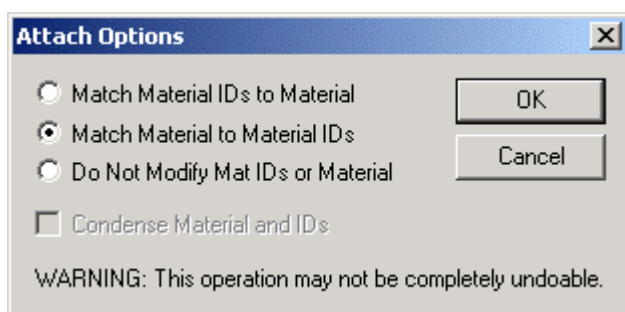 Attach Options
Match Material IDs to Material
OK
Match Material to Material IDs
Cancel
Do Not Modify Mat IDs or Material
Condense Material and IDs
WARNING: This operation may not be completely undoable.